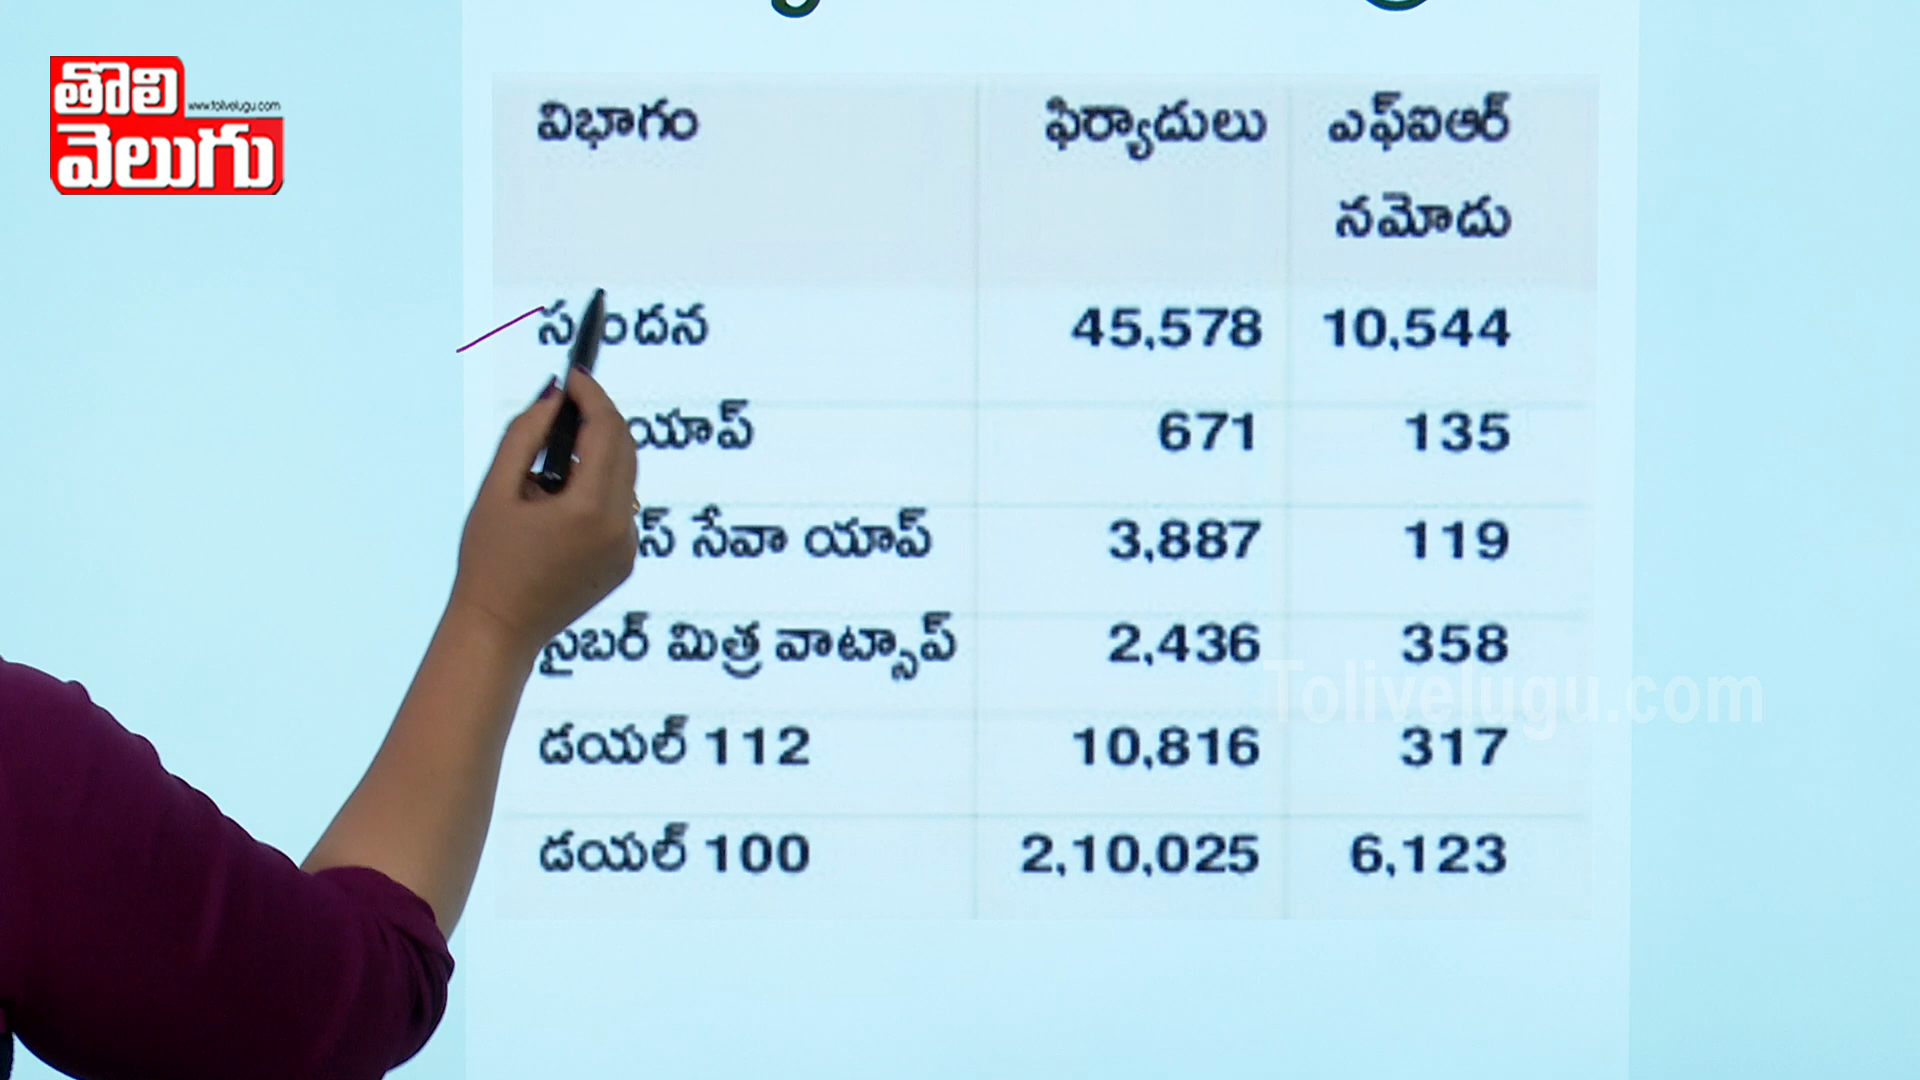 తొలి
వెలుగు
www.tolivelugu.com
విభాగం ఫిర్యాదులు ఎఫ్ఐఆర్
నమోదు
45,578 10,544
యాప్ 671 135
సేవా యాప్ 3,887 119
సైబర్ మిత్ర వాట్సాప్ 2,436 358
Tolivelugu.com
డయల్ 112 10,816 317
డయల్ 100 2,10,025 6,123